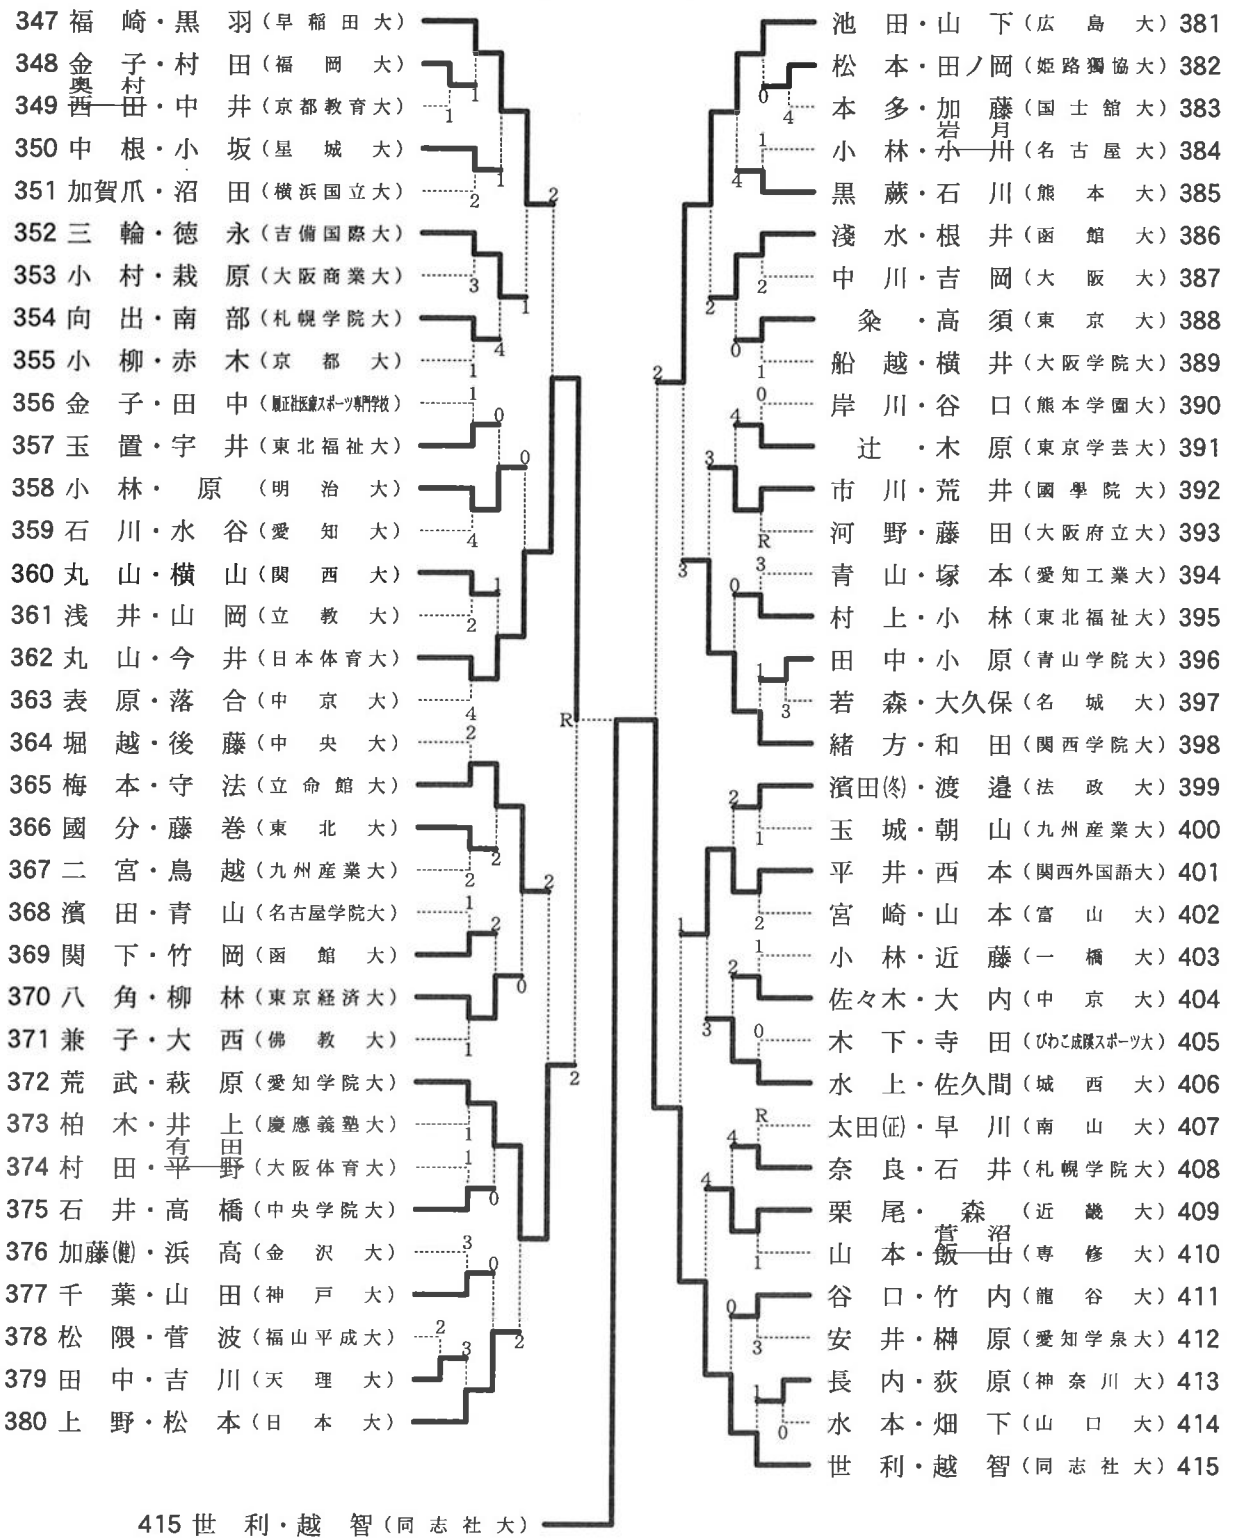 347 福崎・黒羽(早稲田大)
348 金子・村田(福岡大)
奥村
349 西田・中井(京都教育大)
350 中根・小坂(星城大)
351 加賀爪・沼田(横浜国立大)
352 三輪・徳永(吉備国際大)
353 小村・栽原(大阪商業大)
354 向出・南部(札幌学院大)
355 小柳・赤木(京都大)
356 金子・田中(履正社医療スポーツ専門学校)
357 玉置・宇井(東北福祉大)
358 小林・原(明治大)
359 石川・水谷(愛知大)
360 丸山・横山(関西大)
361 浅井・山岡(立教大)
362 丸山・今井(日本体育大)
363 表原・落合(中京大)
364 堀越・後藤(中央大)
365 梅本・守法(立命館大)
366 國分・藤巻(東北大)
367 二宮・鳥越(九州産業大)
368 濱田・青山(名古屋学院大)
369 関下・竹岡(函館大)
370 八角・柳林(東京経済大)
371 兼子・大西(佛教大)
372 荒武・萩原(愛知学院大)
373 柏木・井上(慶應義塾大)
有田
374 村田・平野(大阪体育大)
375 石井・高橋(中央学院大)
376 加藤㈲・浜高(金沢大)
377 千葉・山田(神戸大)
378 松隈・菅波(福山平成大)
379 田中・吉川(天理大)
380 上野・松本(日本大)
池田・山下(広島大) 381
松本・田ノ岡(姫路獨協大) 382
本多・加藤(国士舘大) 383
岩月
小林・小川(名古屋大) 384
黒蕨・石川(熊本大) 385
淺水・根井(函館大) 386
中川・吉岡(大阪大) 387
粂・高須(東京大) 388
船越・横井(大阪学院大) 389
岸川・谷口(熊本学園大) 390
辻・木原(東京学芸大) 391
市川・荒井(國學院大) 392
河野・藤田(大阪府立大) 393
青山・塚本(愛知工業大) 394
村上・小林(東北福祉大) 395
田中・小原(青山学院大) 396
若森・大久保(名城大) 397
緒方・和田(関西学院大) 398
濱田(冬)・渡邉(法政大) 399
玉城・朝山(九州産業大) 400
平井・西本(関西外国語大) 401
宮崎・山本(富山大) 402
小林・近藤(一橋大) 403
佐々木・大内(中京大) 404
木下・寺田(びわこ成蹊スポーツ大) 405
水上・佐久間(城西大) 406
太田(正)・早川(南山大) 407
奈良・石井(札幌学院大) 408
栗尾・森(近畿大) 409
菅沼
山本・飯山(専修大) 410
谷口・竹内(龍谷大) 411
安井・榊原(愛知学泉大) 412
長内・荻原(神奈川大) 413
水本・畑下(山口大) 414
世利・越智(同志社大) 415
415 世利・越智(同志社大)